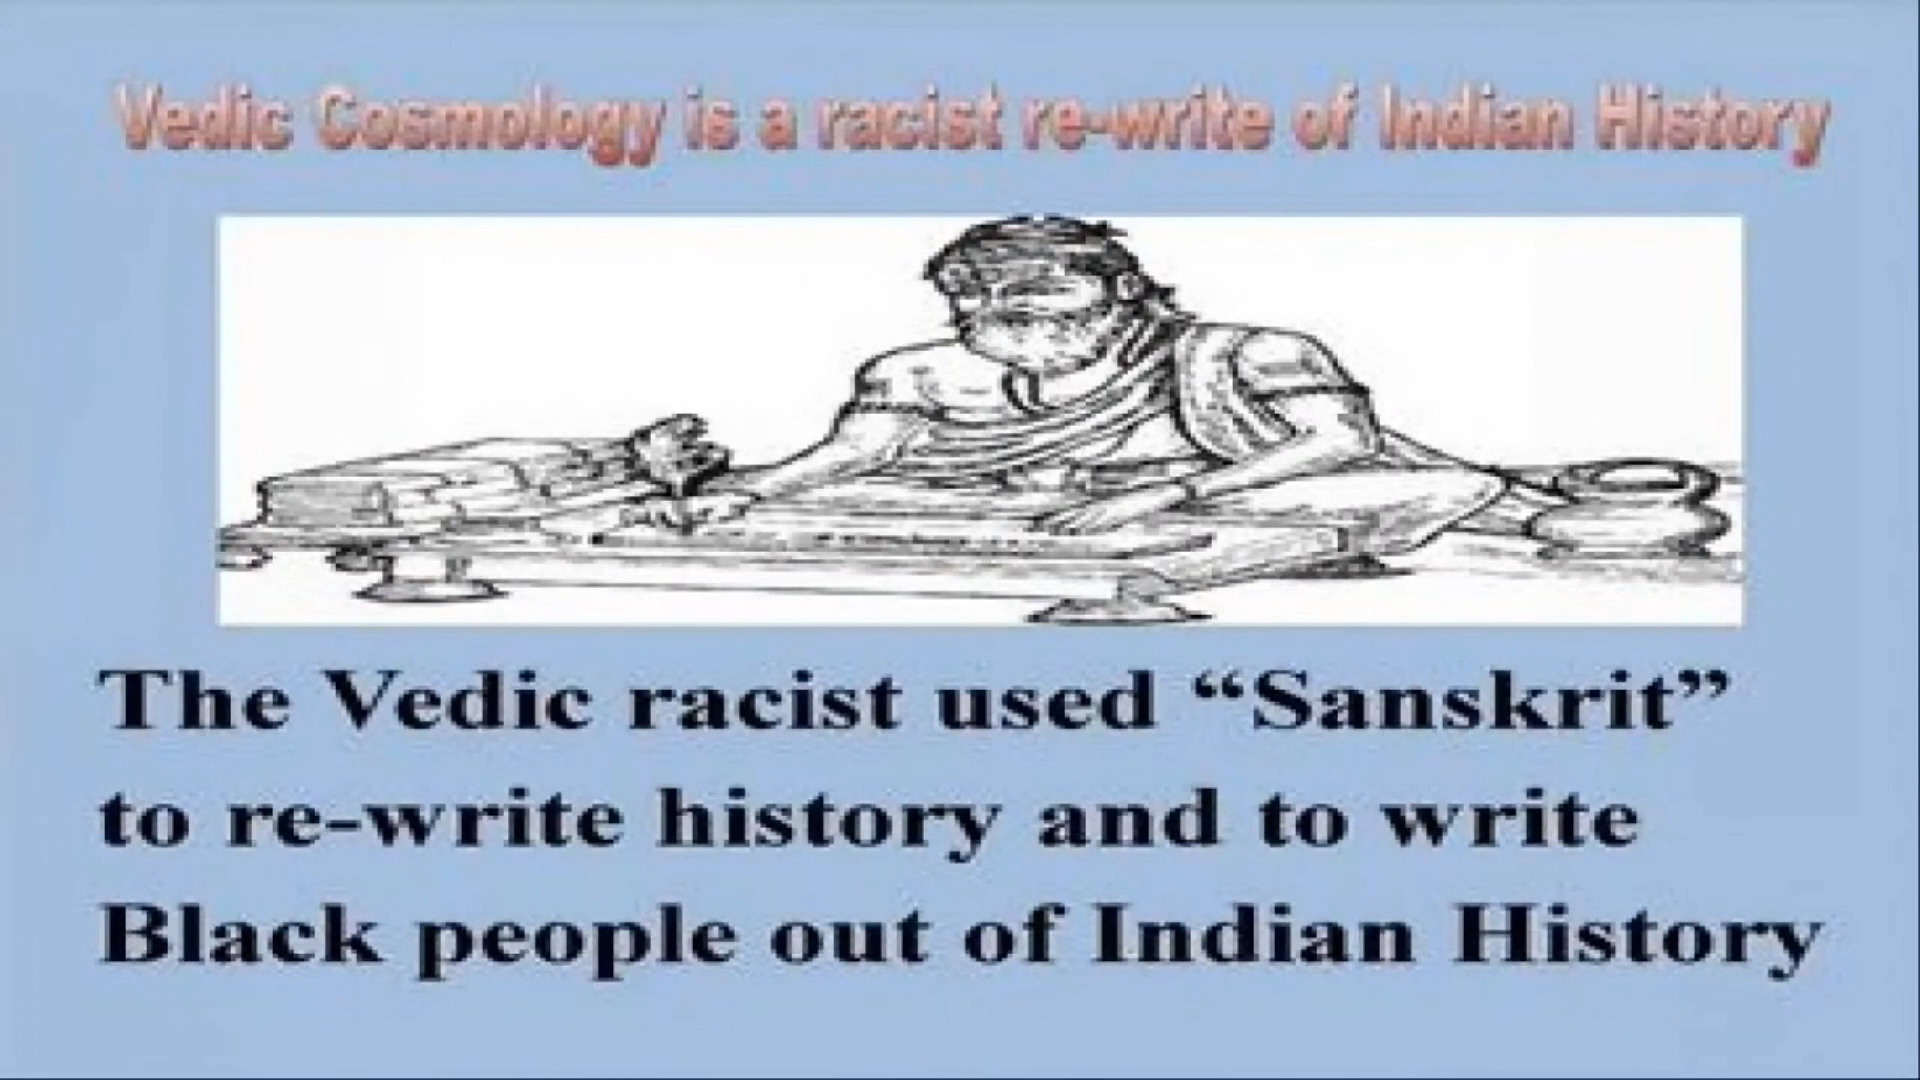 Vedic Cosmology is a racist re-write of Indian History
The Vedic racist used “Sanskrit”
to re-write history and to write
Black people out of Indian History